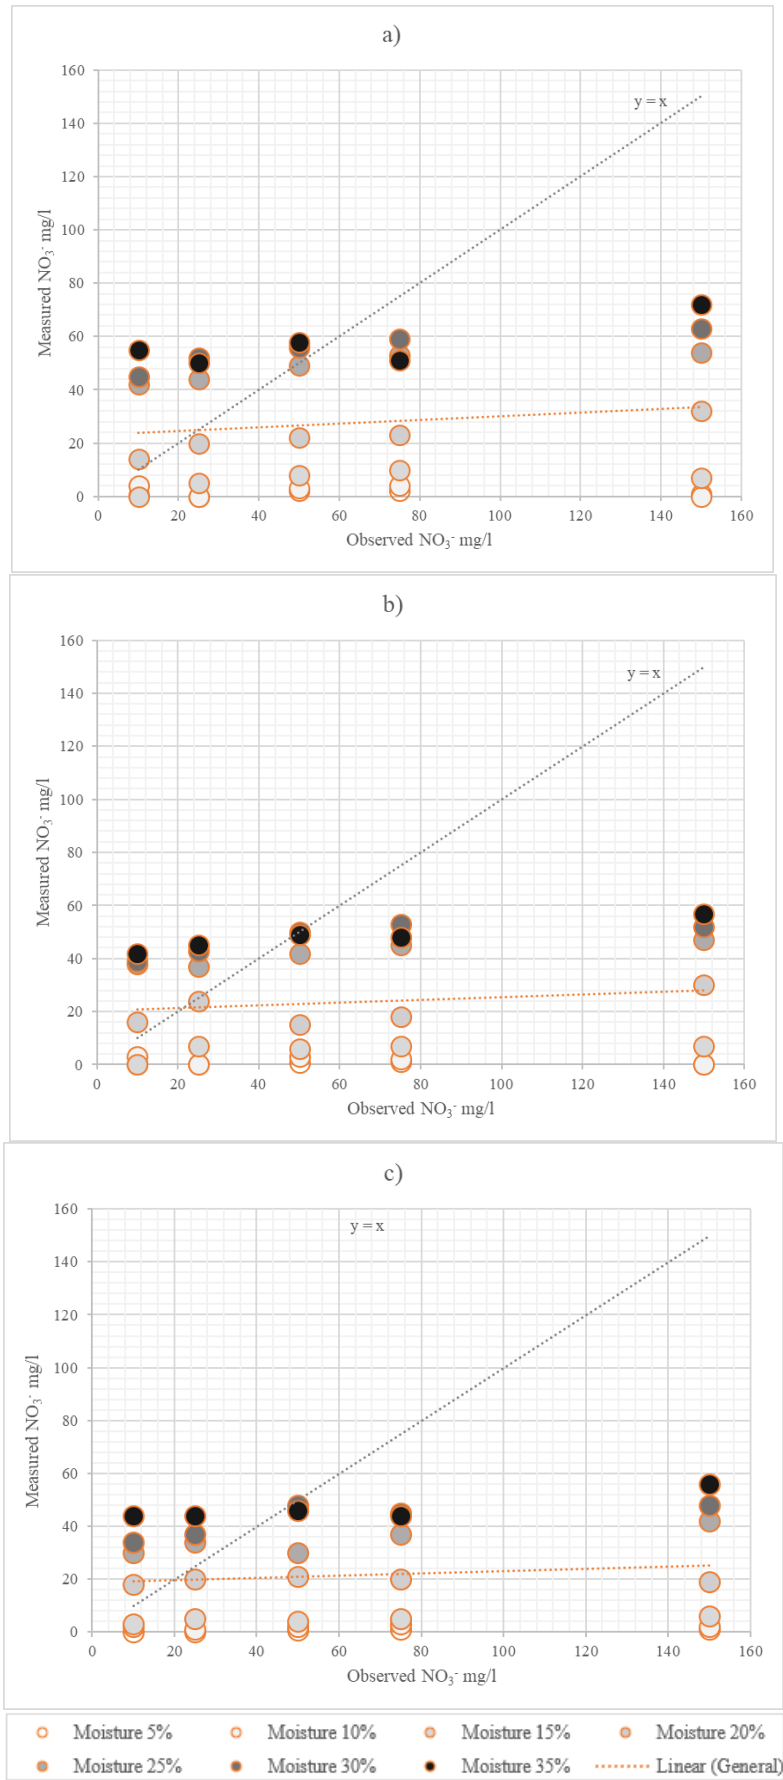 a)
160
140
120
100
80
60
40
20
0
Measured NO₃⁻ mg/l
y = x
0 20 40 60 80 100 120 140 160
Observed NO₃⁻ mg/l
b)
160
140
120
100
80
60
40
20
0
Measured NO₃⁻ mg/l
y = x
0 20 40 60 80 100 120 140 160
Observed NO₃⁻ mg/l
c)
160
140
120
100
80
60
40
20
0
Measured NO₃⁻ mg/l
y = x
0 20 40 60 80 100 120 140 160
Observed NO₃⁻ mg/l
Moisture 5% Moisture 10% Moisture 15% Moisture 20%
Moisture 25% Moisture 30% Moisture 35% Linear (General)